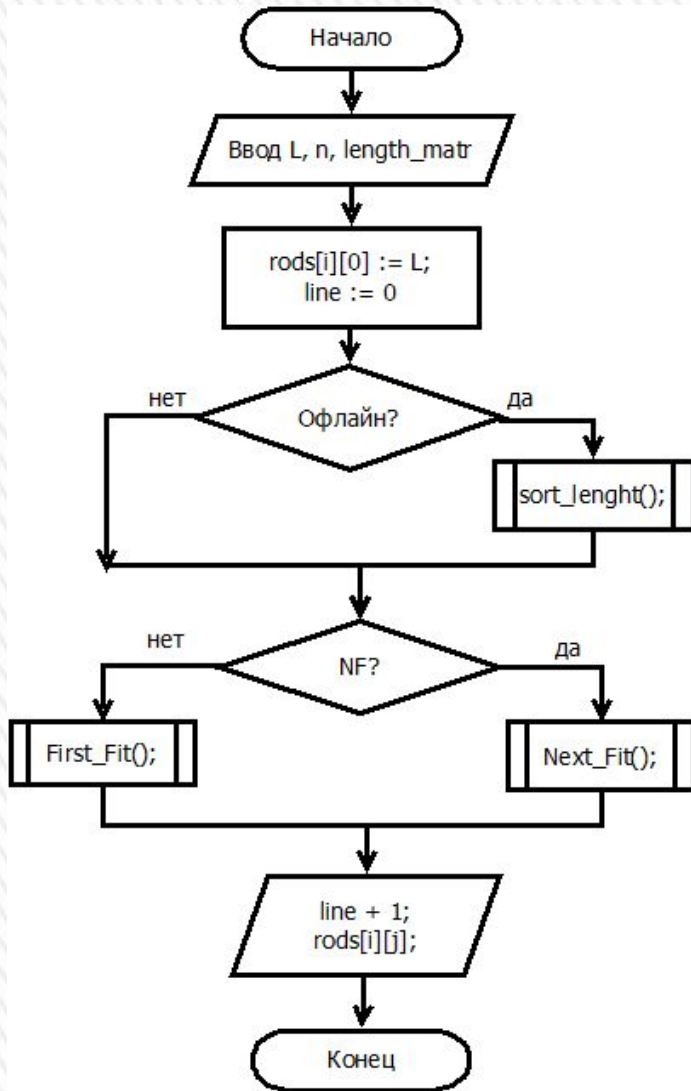 Начало
Ввод L, n, length_matr
rods[i][0] := L;
line := 0
нет
Офлайн?
да
sort_lenght();
нет
NF?
да
First_Fit();
Next_Fit();
line + 1;
rods[i][j];
Конец